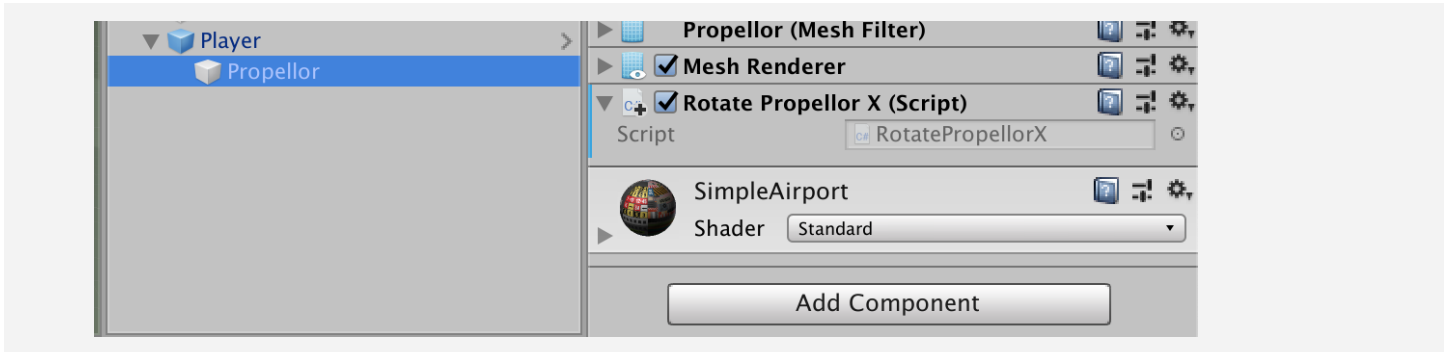 Player
Propellor
Propellor (Mesh Filter)
Mesh Renderer
Rotate Propellor X (Script)
Script
RotatePropellorX
SimpleAirport
Shader
Standard
Add Component